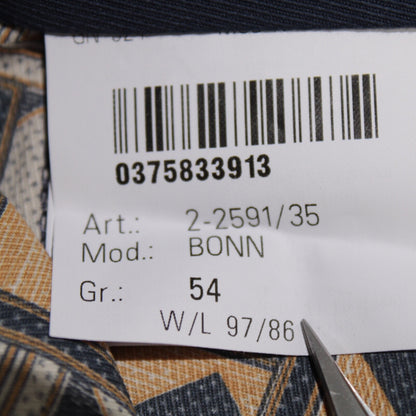 0375833913
Art.: 2-2591/35
Mod.: BONN
Gr.: 54
W/L 97/86